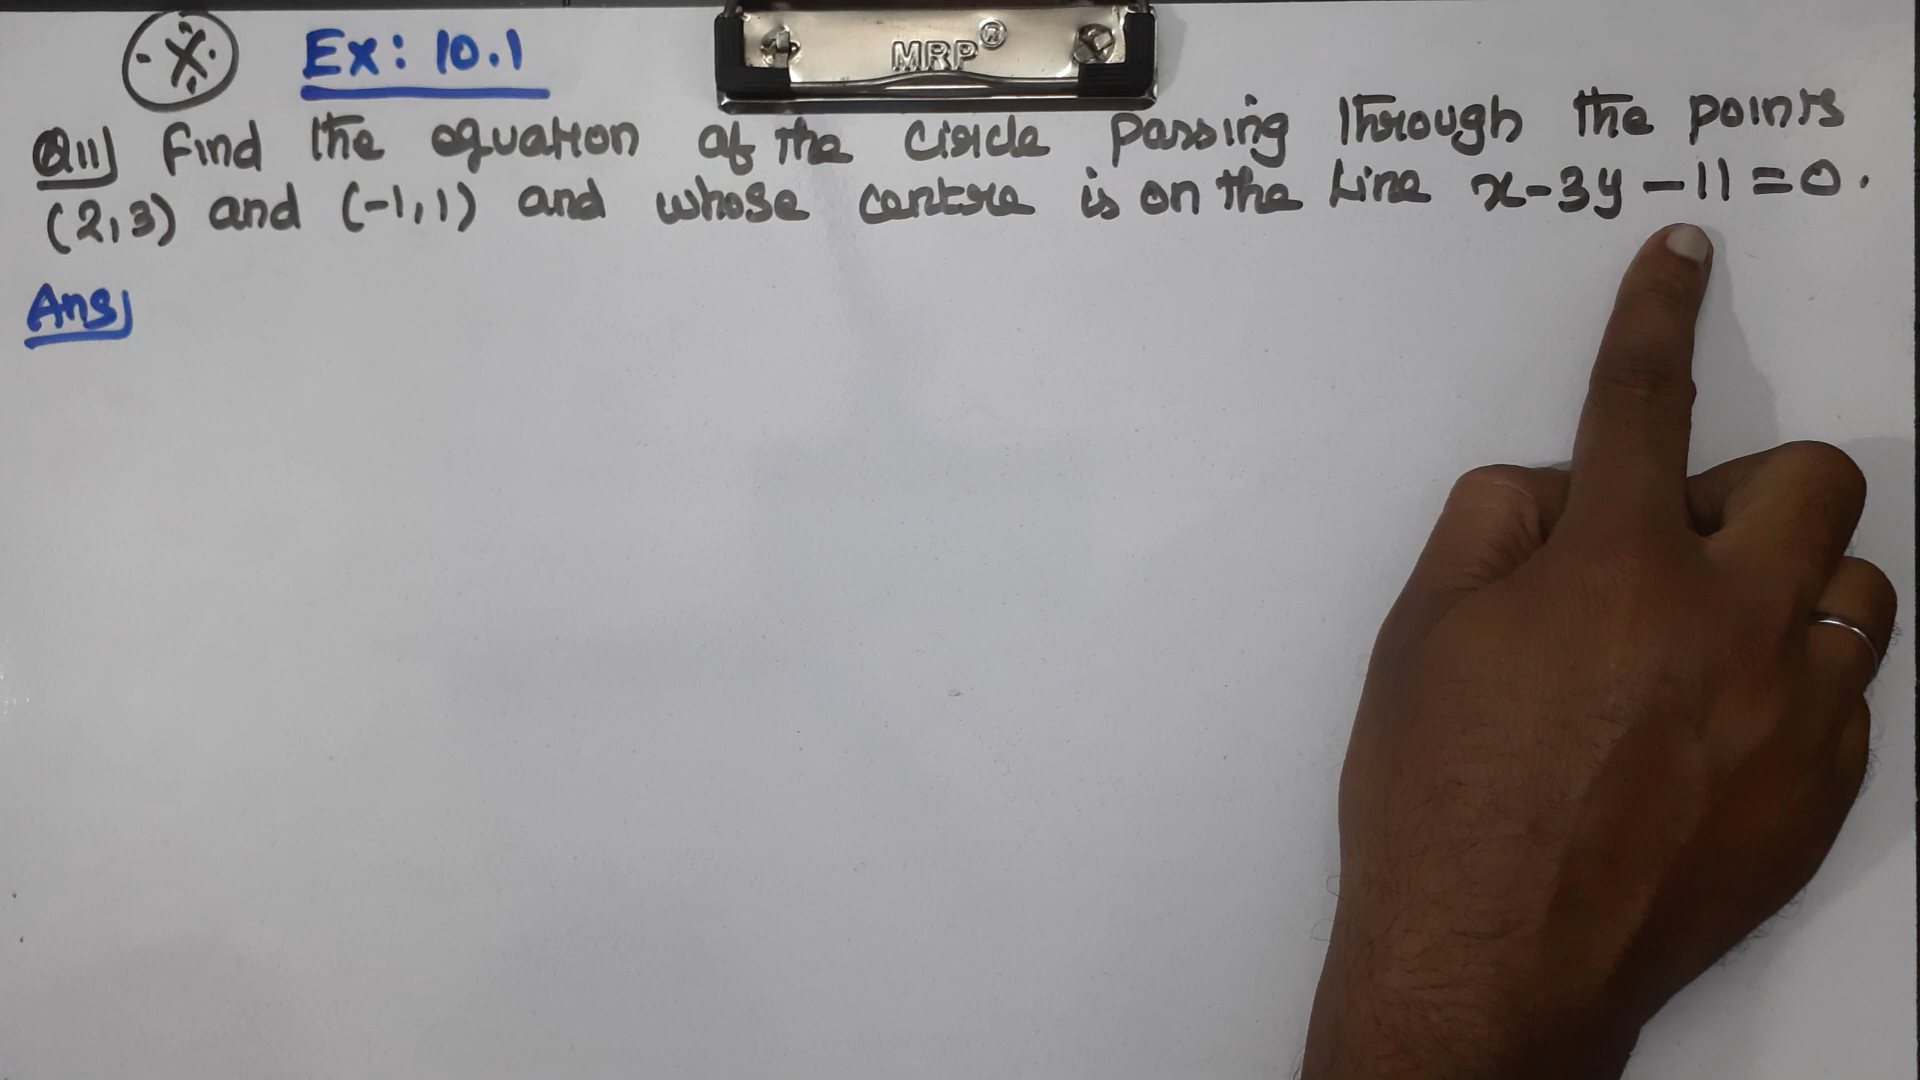 X Ex: 10.1
MRP®
Q11) Find the equation of the circle passing through the points
(2,3) and (-1,1) and whose centre is on the line x-3y-11=0.
Ans)